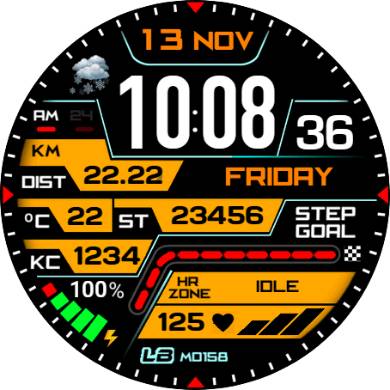 13 NOV
10:08
36
AM 24
KM
DIST 22.22
FRIDAY
°C 22 ST 23456
STEP
GOAL
KC 1234
100%
HR
ZONE
IDLE
125
LB MD158